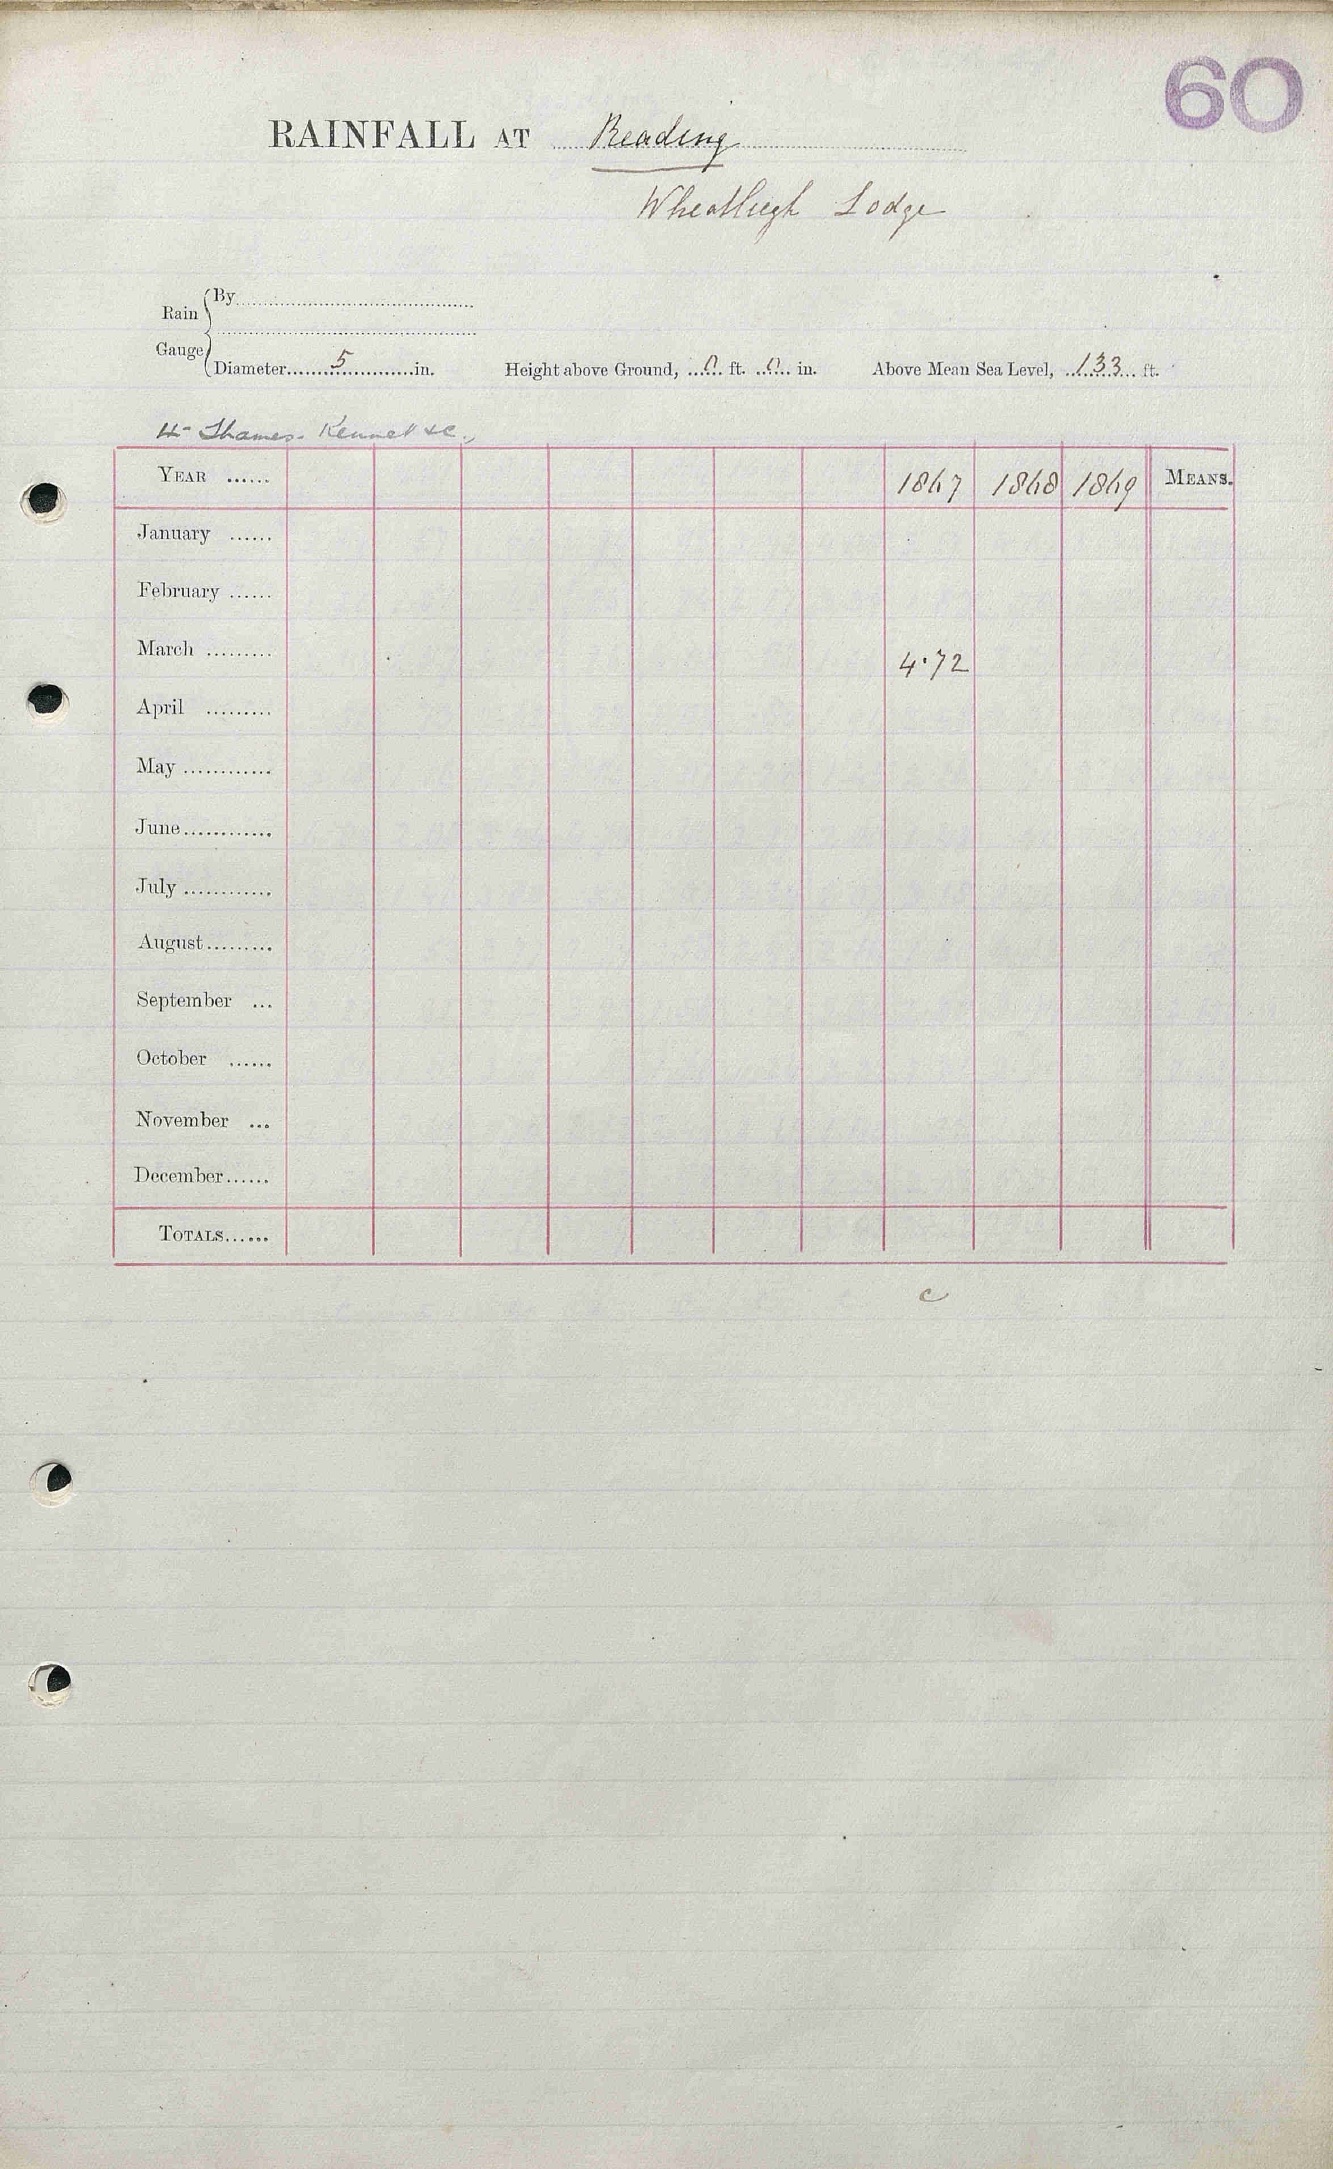 60
RAINFALL AT Reading
Wheatleigh Lodge
Rain Gauge
By
Diameter 5 in. Height above Ground, 0 ft. 0 in. Above Mean Sea Level, 133 ft.
Thames - Kennet &c.
YEAR ...... 1867 1868 1869 MEANS.
January ......
February ......
March ......... 4.72
April .........
May ............
June ............
July ............
August .........
September ...
October ......
November ...
December ......
TOTALS ......
c